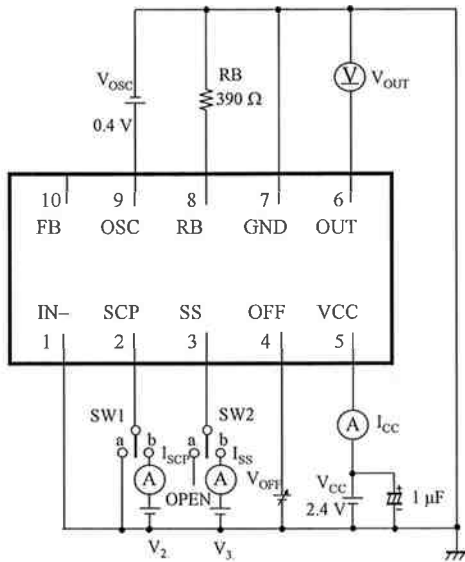 V_OSC
0.4 V
RB
390 Ω
V
V_OUT
10 9 8 7 6
FB OSC RB GND OUT
IN– SCP SS OFF VCC
1 2 3 4 5
SW1
a b
I_SCP
A
SW2
a b
I_SS
A
OPEN
V_OFF
A
I_CC
V_CC
2.4 V
+
1 μF
V_2
V_3.